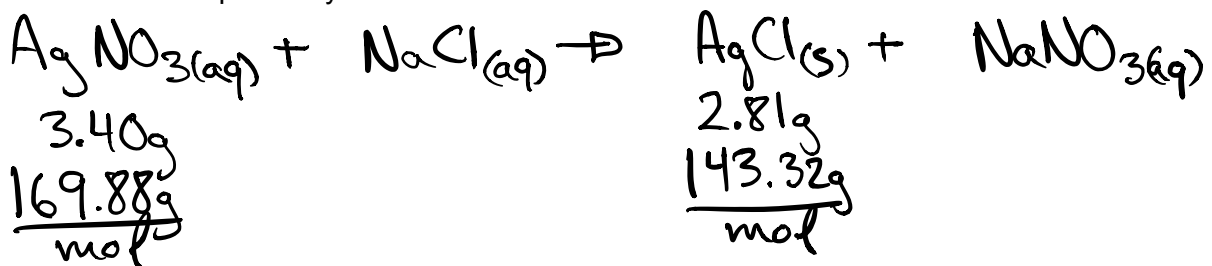 AgNO₃(aq) + NaCl(aq) → AgCl(s) + NaNO₃(aq)
3.40g 2.81g
169.88g 143.32g
mol mol